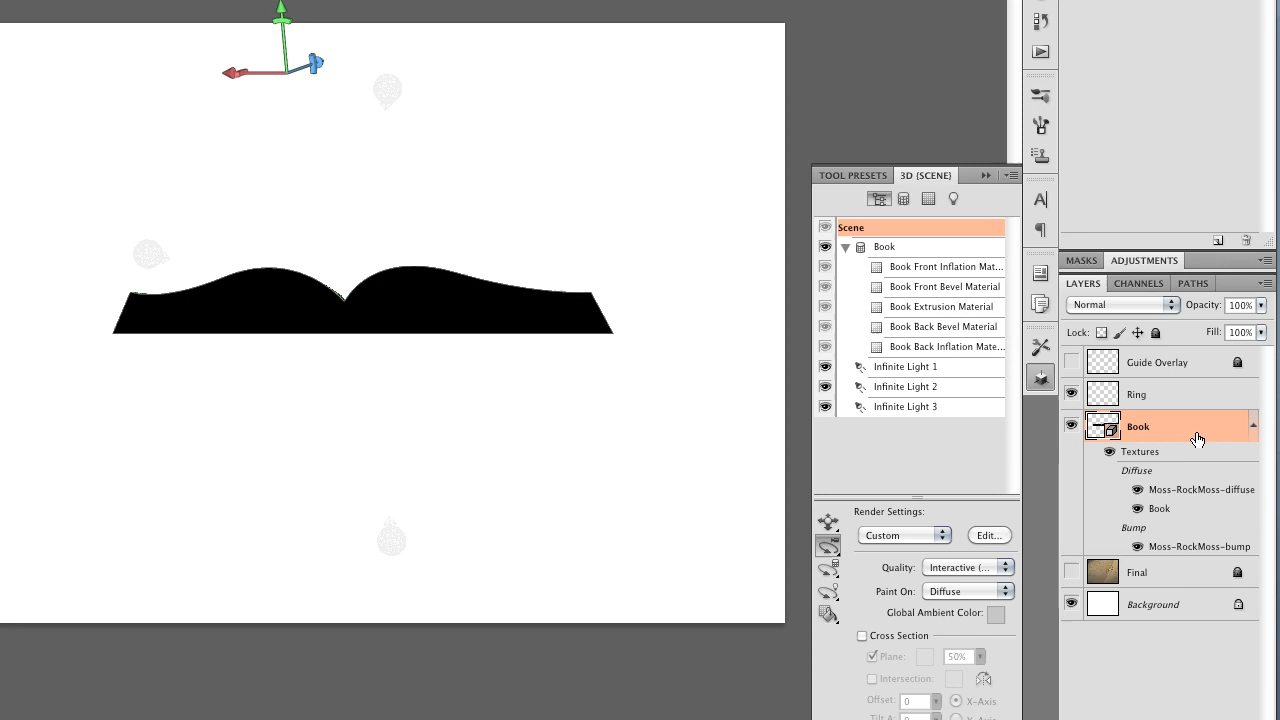 TOOL PRESETS
3D {SCENE}
Scene
Book
Book Front Inflation Mat...
Book Front Bevel Material
Book Extrusion Material
Book Back Bevel Material
Book Back Inflation Mate...
Infinite Light 1
Infinite Light 2
Infinite Light 3
Render Settings:
Custom
Edit...
Quality:
Interactive (...
Paint On:
Diffuse
Global Ambient Color:
Cross Section
Plane:
50%
Intersection:
Offset:
0
X-Axis
Tilt A:
MASKS
ADJUSTMENTS
LAYERS
CHANNELS
PATHS
Normal
Opacity:
100%
Lock:
Fill:
100%
Guide Overlay
Ring
Book
Textures
Diffuse
Moss-RockMoss-diffuse
Book
Bump
Moss-RockMoss-bump
Final
Background